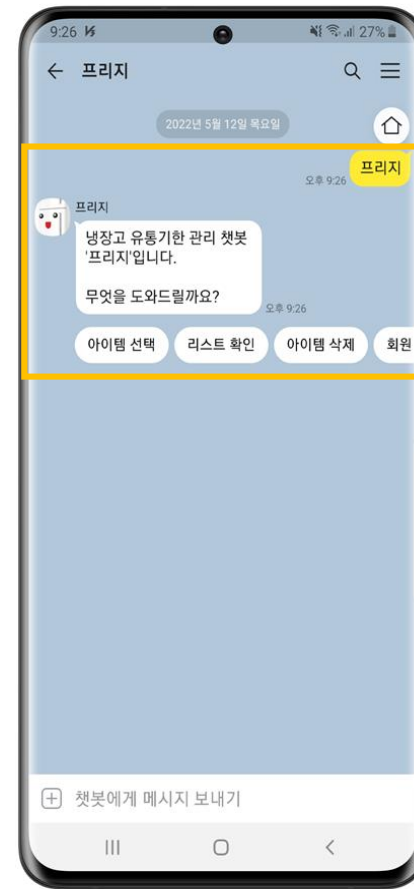 9:26
27%
프리지
2022년 5월 12일 목요일
프리지
오후 9:26
프리지
냉장고 유통기한 관리 챗봇
'프리지'입니다.
무엇을 도와드릴까요?
오후 9:26
아이템 선택
리스트 확인
아이템 삭제
회원
챗봇에게 메시지 보내기